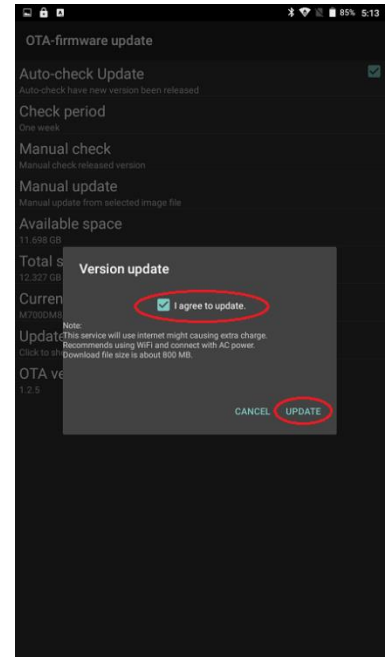 85% 5:13
OTA-firmware update
Auto-check Update
Auto-check have new version been released
Check period
One week
Manual check
Manual check released version
Manual update
Manual update from selected image file
Available space
11.698 GB
Total s
12.327 GB
Version update
I agree to update.
Curren
M700DM8
Note:
This service will use internet might causing extra charge.
Recommends using WiFi and connect with AC power.
Download file size is about 800 MB.
Update
Click to sh
OTA ve
1.2.5
CANCEL UPDATE